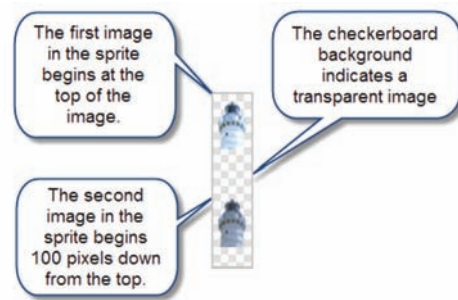 The first image
in the sprite
begins at the
top of the
image.
The checkerboard
background
indicates a
transparent image
The second
image in the
sprite begins
100 pixels down
from the top.